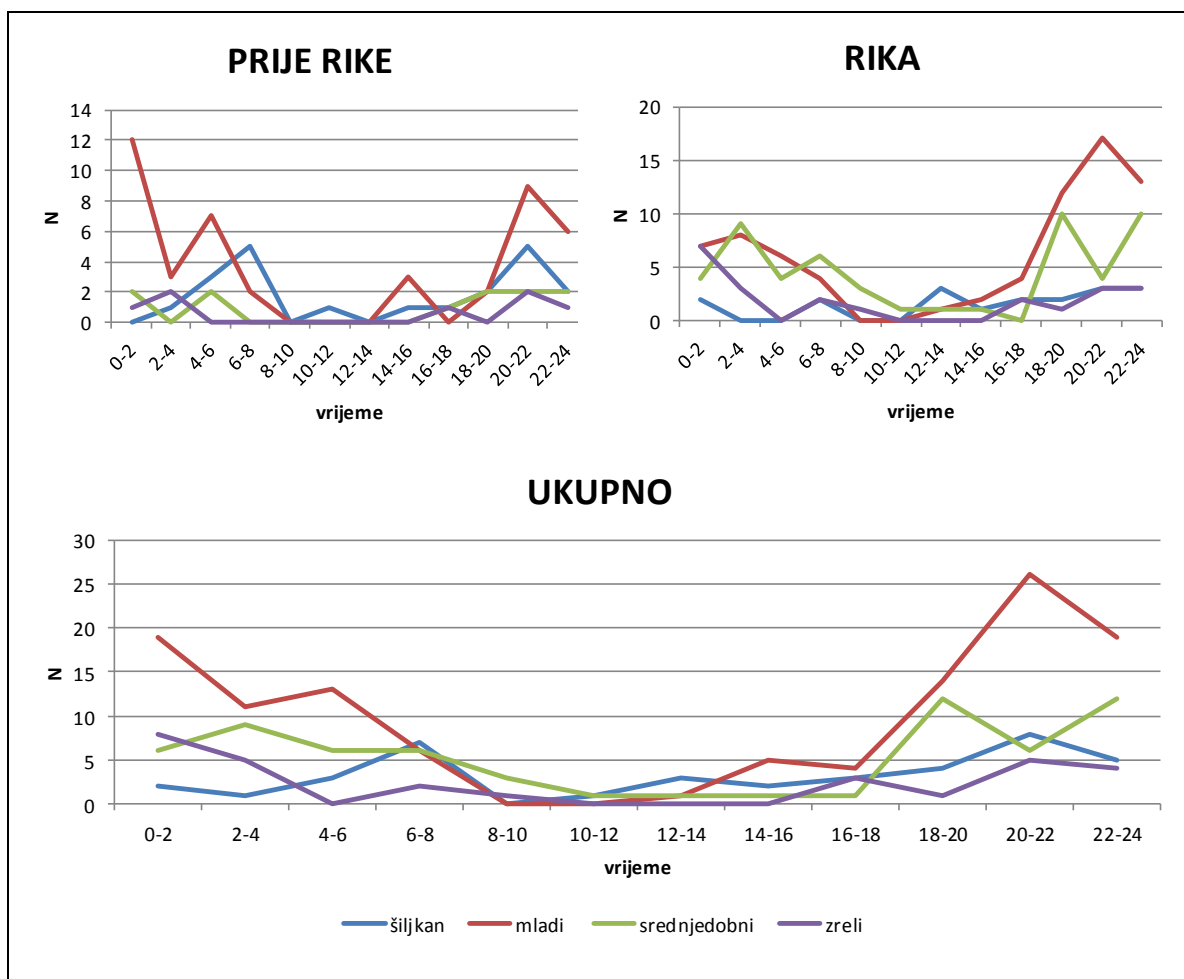 PRIJE RIKE
14
12
10
8
6
4
2
0
N
0-2 2-4 4-6 6-8 8-10 10-12 12-14 14-16 16-18 18-20 20-22 22-24
vrijeme
RIKA
20
15
10
5
0
N
0-2 2-4 4-6 6-8 8-10 10-12 12-14 14-16 16-18 18-20 20-22 22-24
vrijeme
UKUPNO
30
25
20
15
10
5
0
N
0-2 2-4 4-6 6-8 8-10 10-12 12-14 14-16 16-18 18-20 20-22 22-24
vrijeme
šiljkan mladi srednjedobni zreli